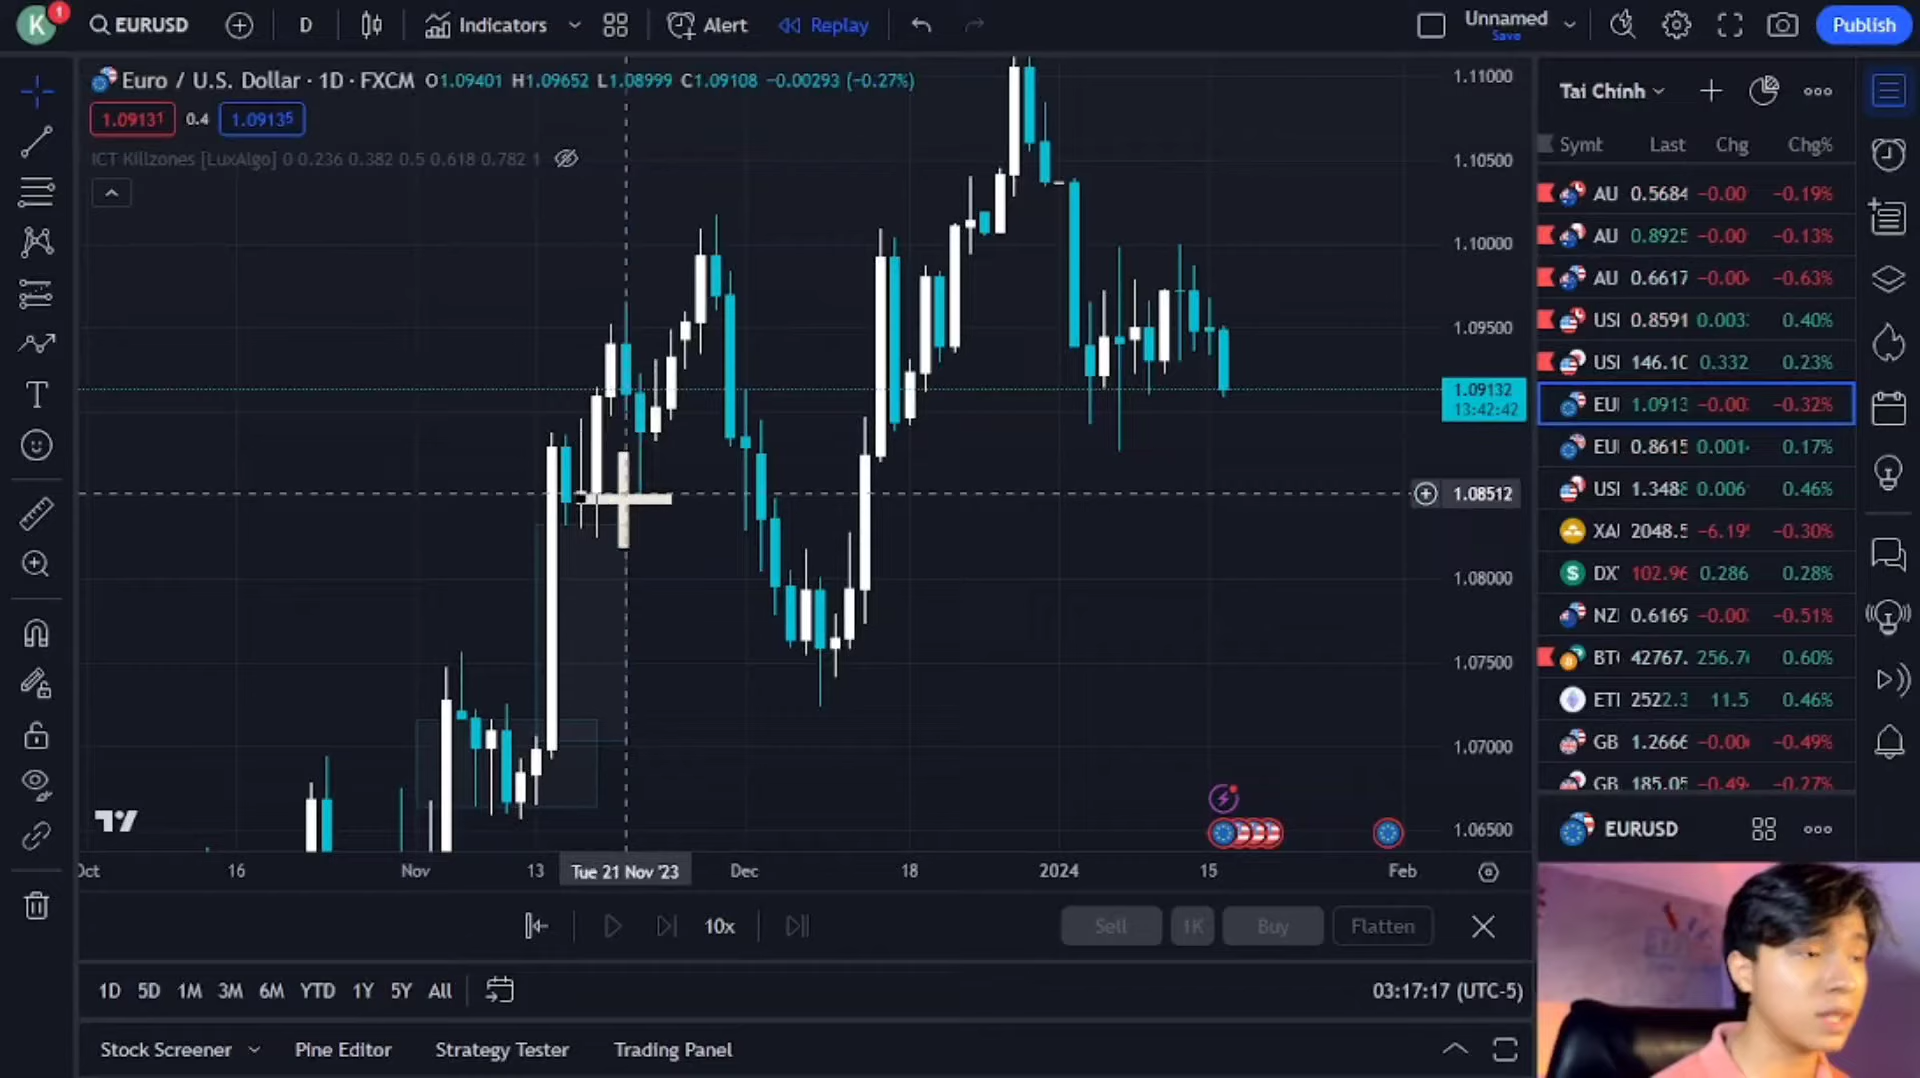 K 1 EURUSD D Indicators Alert Replay Unnamed Save Publish
Euro / U.S. Dollar · 1D · FXCM O1.09401 H1.09652 L1.08999 C1.09108 −0.00293 (−0.27%)
1.09131 0.4 1.09135
ICT Killzones [LuxAlgo] 0 0.236 0.382 0.5 0.618 0.782 1
1.11000
1.10500
1.10000
1.09500
1.09132
13:42:42
1.08512
1.08000
1.07500
1.07000
1.06500
Oct 16 Nov 13 Tue 21 Nov '23 Dec 18 2024 15 Feb
10x Sell 1K Buy Flatten
1D 5D 1M 3M 6M YTD 1Y 5Y All 03:17:17 (UTC-5)
Stock Screener Pine Editor Strategy Tester Trading Panel
Tai Chính
Symt Last Chg Chg%
AU 0.5684 −0.00 −0.19%
AU 0.8925 −0.00 −0.13%
AU 0.6617 −0.00 −0.63%
USI 0.8591 0.003 0.40%
USI 146.10 0.332 0.23%
EUI 1.0913 −0.00 −0.32%
EUI 0.8615 0.001 0.17%
USI 1.3488 0.006 0.46%
XAI 2048.5 −6.19 −0.30%
DX 102.96 0.286 0.28%
NZ 0.6169 −0.00 −0.51%
BT 42767. 256.7 0.60%
ETI 2522.3 11.5 0.46%
GB 1.2666 −0.00 −0.49%
GB 185.05 −0.49 −0.27%
EURUSD